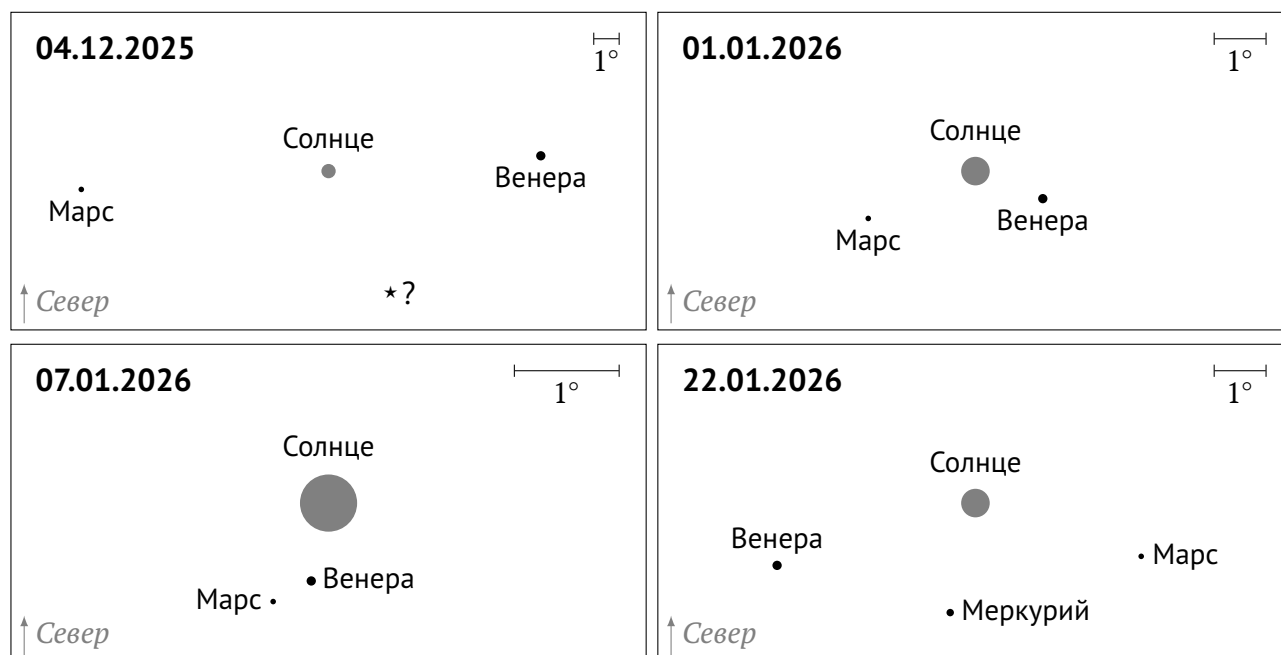 04.12.2025
1°
Солнце
Венера
Марс
?
Север
01.01.2026
1°
Солнце
Венера
Марс
Север
07.01.2026
1°
Солнце
Венера
Марс
Север
22.01.2026
1°
Солнце
Венера
Марс
Меркурий
Север